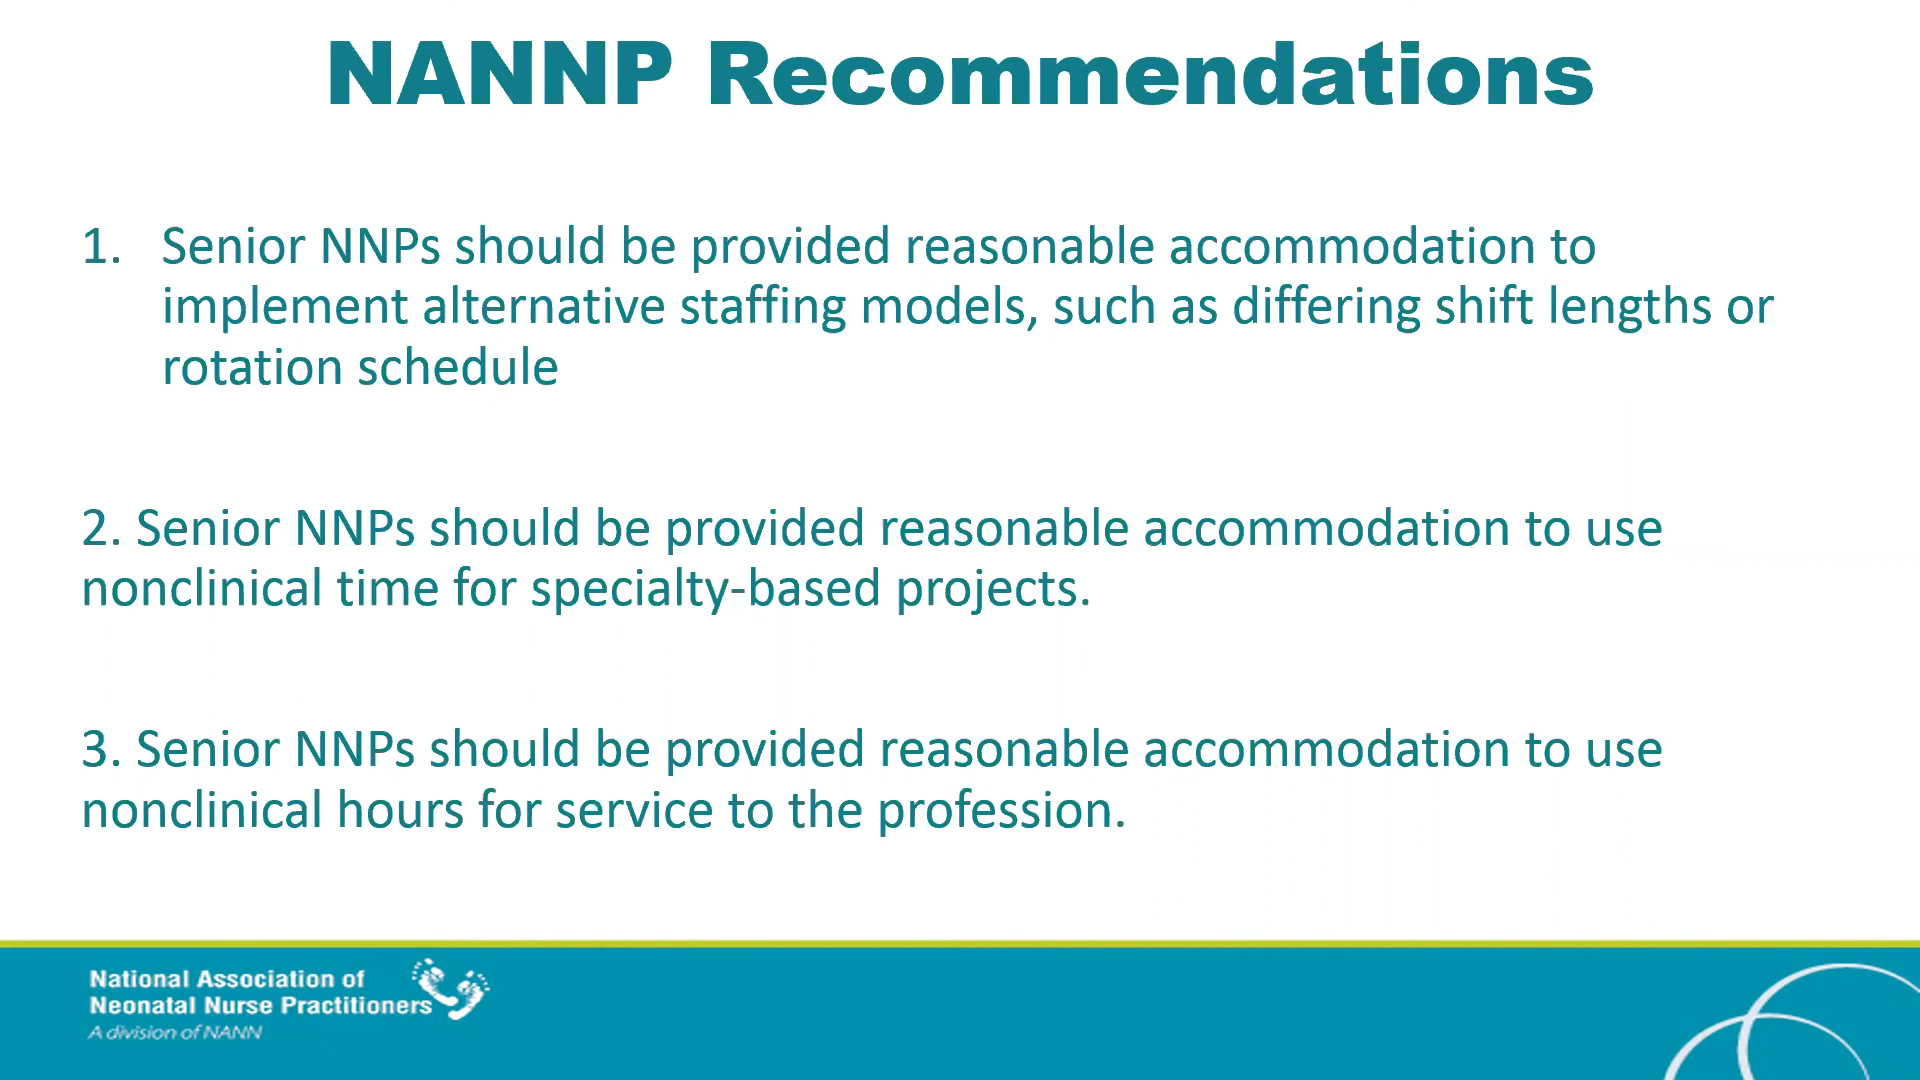 NANNP Recommendations
1. Senior NNPs should be provided reasonable accommodation to
implement alternative staffing models, such as differing shift lengths or
rotation schedule
2. Senior NNPs should be provided reasonable accommodation to use
nonclinical time for specialty-based projects.
3. Senior NNPs should be provided reasonable accommodation to use
nonclinical hours for service to the profession.
National Association of
Neonatal Nurse Practitioners
A division of NANN